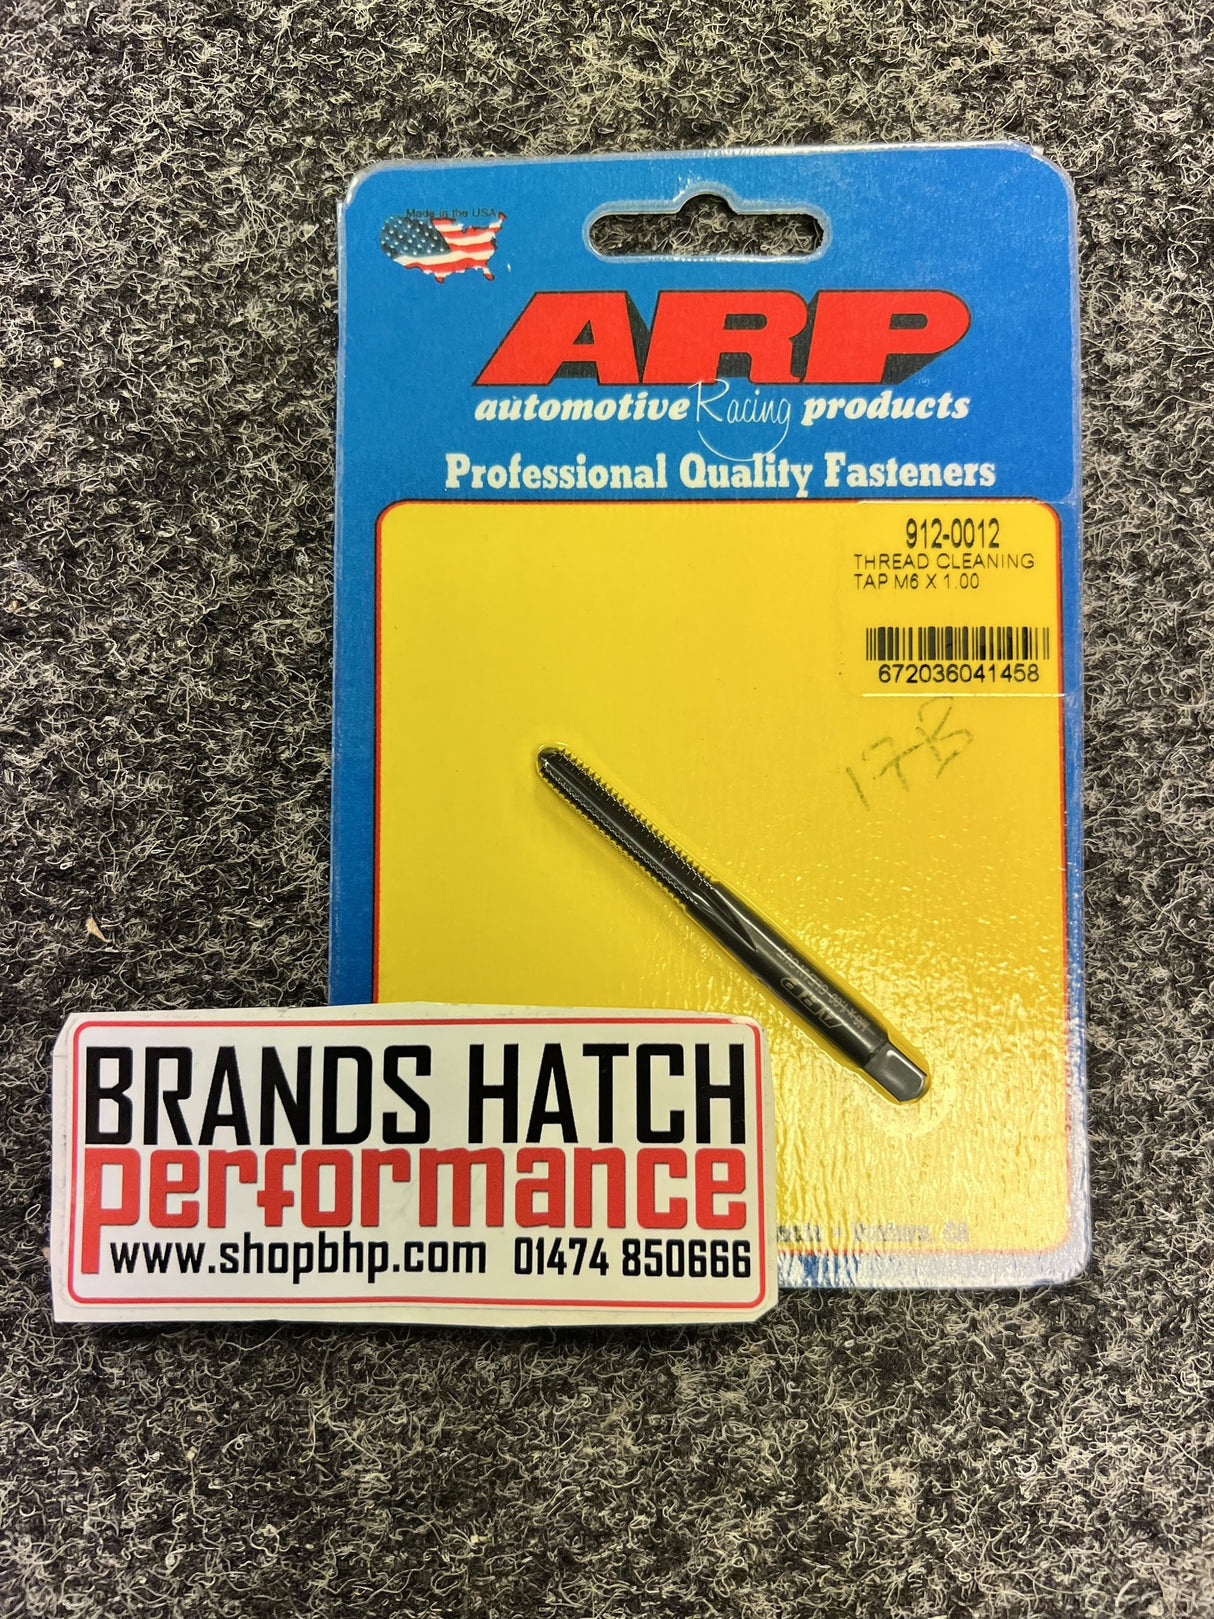 Made in the USA
ARP
automotive Racing products
Professional Quality Fasteners
912-0012
THREAD CLEANING
TAP M6 X 1.00
672036041458
17B
ARP
BRANDS HATCH
performance
www.shopbhp.com 01474 850666